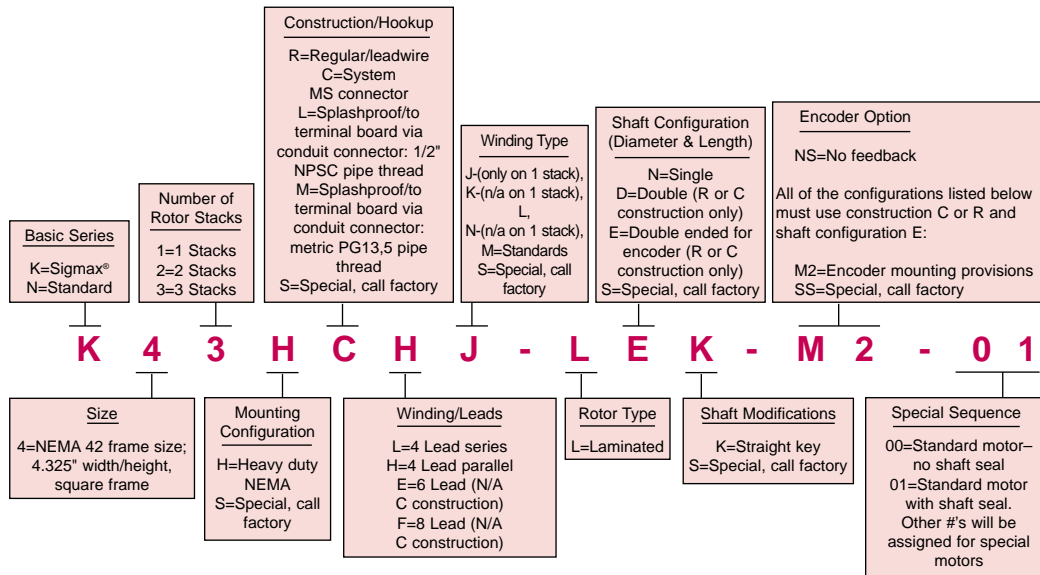 Construction/Hookup
R=Regular/leadwire
C=System
MS connector
L=Splashproof/to
terminal board via
conduit connector: 1/2"
NPSC pipe thread
M=Splashproof/to
terminal board via
conduit connector:
metric PG13,5 pipe
thread
S=Special, call factory
Basic Series
K=Sigmax®
N=Standard
Number of
Rotor Stacks
1=1 Stacks
2=2 Stacks
3=3 Stacks
Winding Type
J-(only on 1 stack),
K-(n/a on 1 stack),
L,
N-(n/a on 1 stack),
M=Standards
S=Special, call
factory
Shaft Configuration
(Diameter & Length)
N=Single
D=Double (R or C
construction only)
E=Double ended for
encoder (R or C
construction only)
S=Special, call factory
Encoder Option
NS=No feedback
All of the configurations listed below
must use construction C or R and
shaft configuration E:
M2=Encoder mounting provisions
SS=Special, call factory
K 4 3 H C H J - L E K - M 2 - 0 1
Size
4=NEMA 42 frame size;
4.325" width/height,
square frame
Mounting
Configuration
H=Heavy duty
NEMA
S=Special, call
factory
Winding/Leads
L=4 Lead series
H=4 Lead parallel
E=6 Lead (N/A
C construction)
F=8 Lead (N/A
C construction)
Rotor Type
L=Laminated
Shaft Modifications
K=Straight key
S=Special, call factory
Special Sequence
00=Standard motor–
no shaft seal
01=Standard motor
with shaft seal.
Other #'s will be
assigned for special
motors